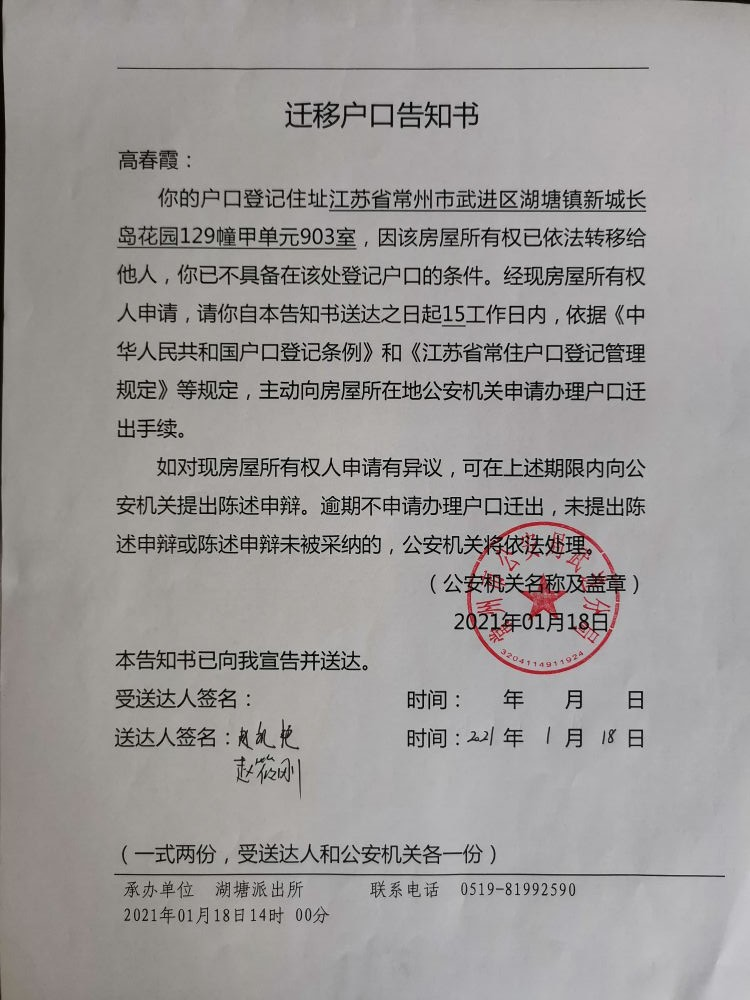 迁移户口告知书
高春霞：
你的户口登记住址江苏省常州市武进区湖塘镇新城长
岛花园129幢甲单元903室，因该房屋所有权已依法转移给
他人，你已不具备在该处登记户口的条件。经现房屋所有权
人申请，请你自本告知书送达之日起15工作日内，依据《中
华人民共和国户口登记条例》和《江苏省常住户口登记管理
规定》等规定，主动向房屋所在地公安机关申请办理户口迁
出手续。
如对现房屋所有权人申请有异议，可在上述期限内向公
安机关提出陈述申辩。逾期不申请办理户口迁出，未提出陈
述申辩或陈述申辩未被采纳的，公安机关将依法处理。
（公安机关名称及盖章）
常州市公安局武进分局
2021年01月18日
3204114911924
本告知书已向我宣告并送达。
受送达人签名： 时间： 年 月 日
送达人签名： 时间：2021 年 1 月 18 日
（一式两份，受送达人和公安机关各一份）
承办单位 湖塘派出所 联系电话 0519-81992590
2021年01月18日14时 00分